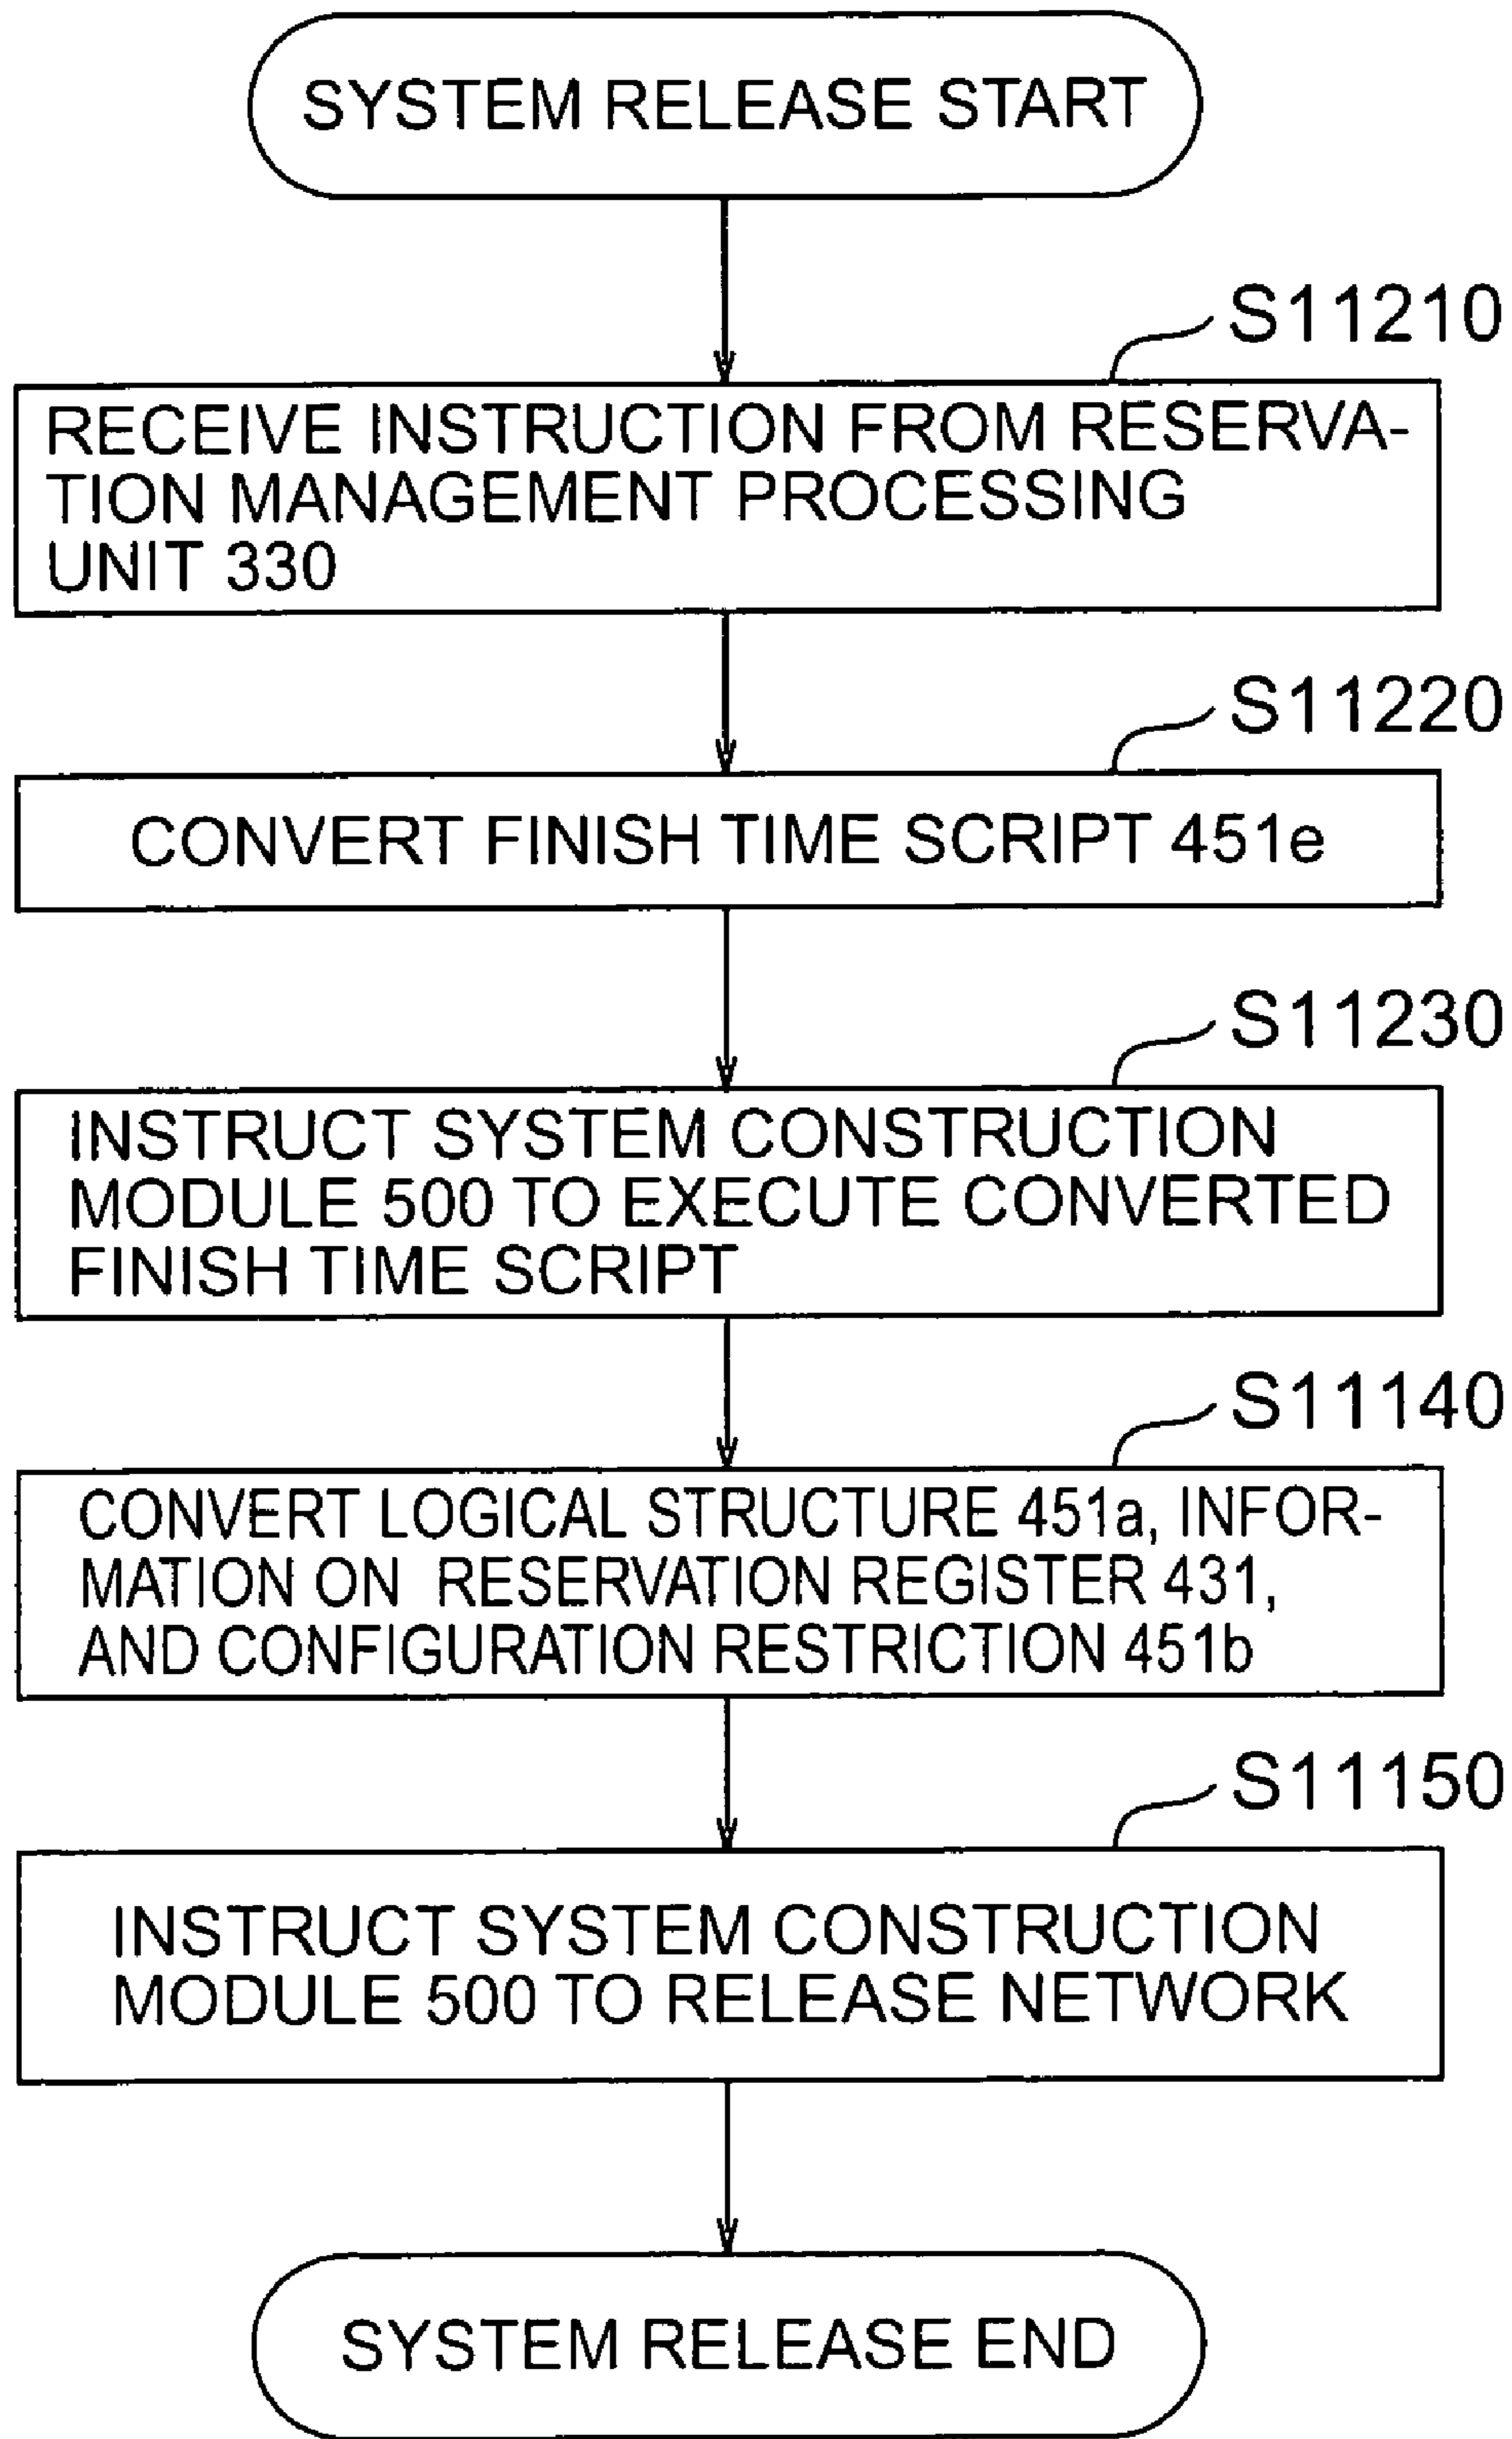 SYSTEM RELEASE START
S11210
RECEIVE INSTRUCTION FROM RESERVA-
TION MANAGEMENT PROCESSING
UNIT 330
S11220
CONVERT FINISH TIME SCRIPT 451e
S11230
INSTRUCT SYSTEM CONSTRUCTION
MODULE 500 TO EXECUTE CONVERTED
FINISH TIME SCRIPT
S11140
CONVERT LOGICAL STRUCTURE 451a, INFOR-
MATION ON RESERVATION REGISTER 431,
AND CONFIGURATION RESTRICTION 451b
S11150
INSTRUCT SYSTEM CONSTRUCTION
MODULE 500 TO RELEASE NETWORK
SYSTEM RELEASE END